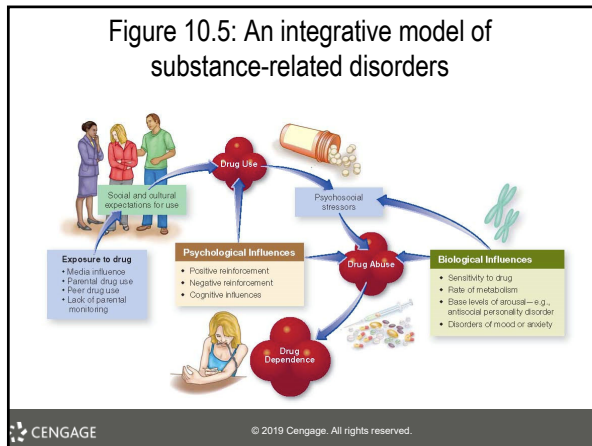 Figure 10.5: An integrative model of
substance-related disorders
Drug Use
Social and cultural
expectations for use
Psychosocial
stressors
Exposure to drug
• Media influence
• Parental drug use
• Peer drug use
• Lack of parental
monitoring
Psychological Influences
• Positive reinforcement
• Negative reinforcement
• Cognitive influences
Drug Abuse
Biological Influences
• Sensitivity to drug
• Rate of metabolism
• Base levels of arousal—e.g.,
antisocial personality disorder
• Disorders of mood or anxiety
Drug
Dependence
CENGAGE
© 2019 Cengage. All rights reserved.